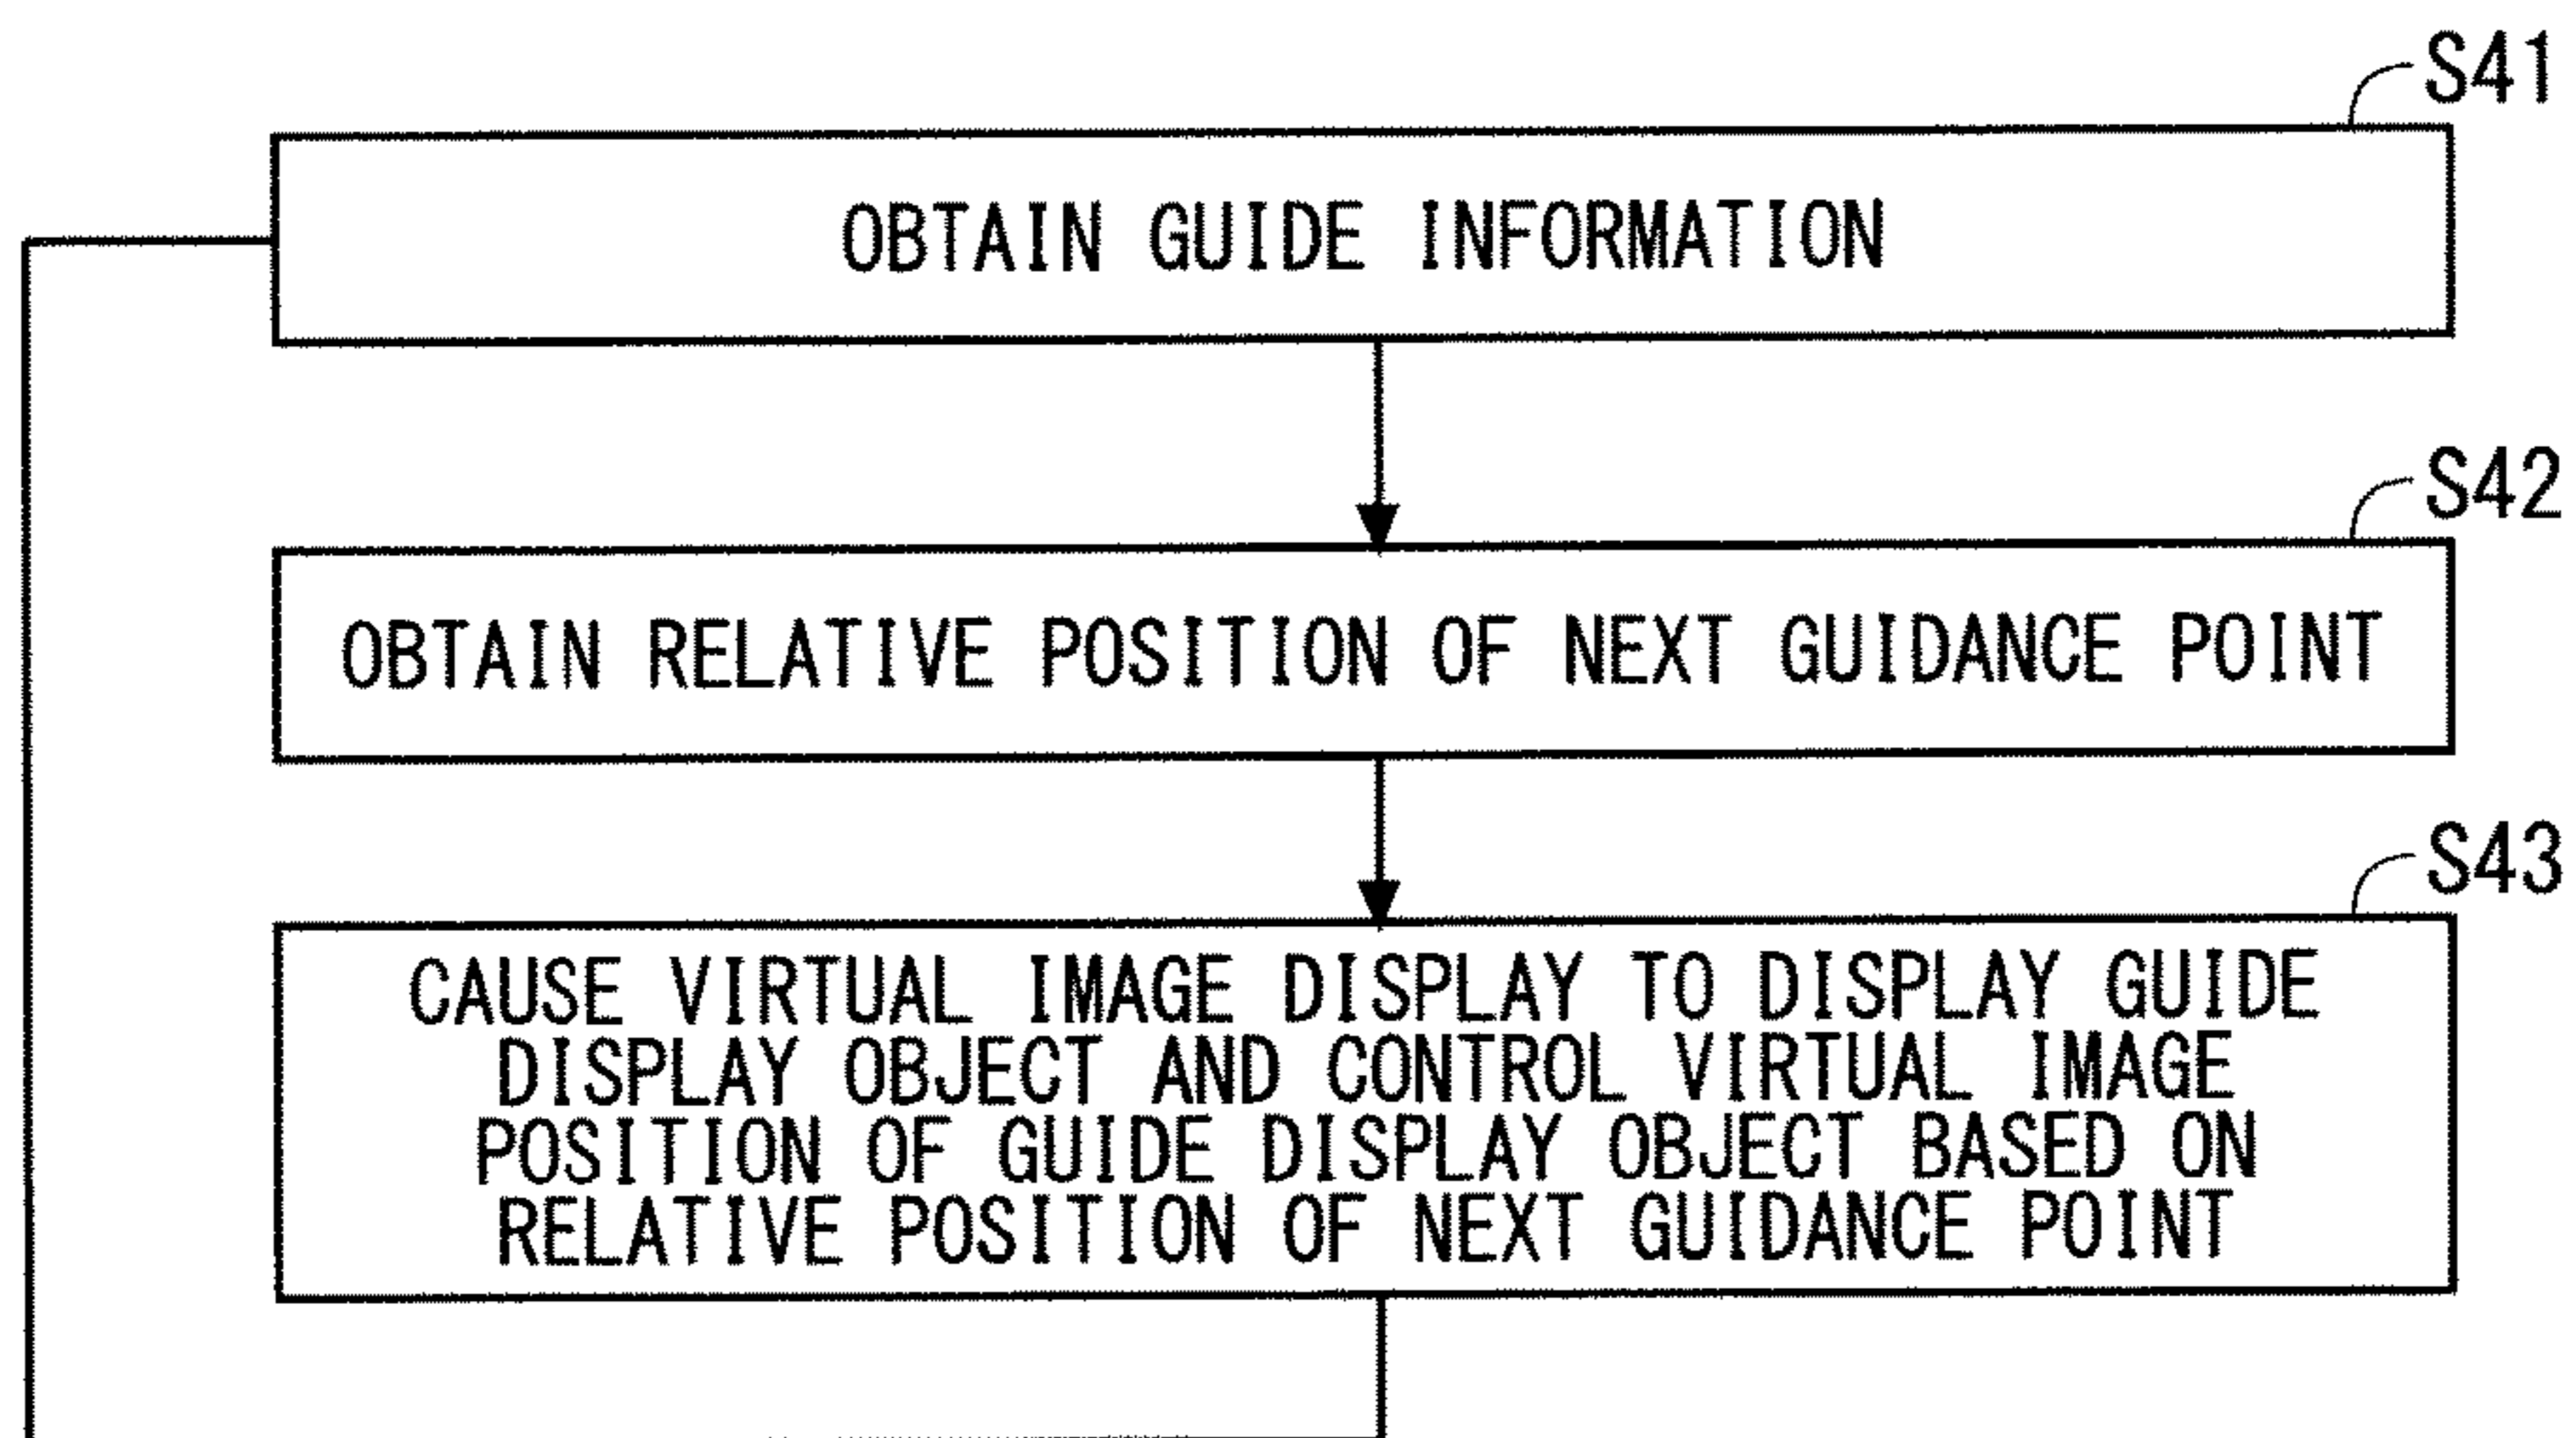 S41
OBTAIN GUIDE INFORMATION
S42
OBTAIN RELATIVE POSITION OF NEXT GUIDANCE POINT
S43
CAUSE VIRTUAL IMAGE DISPLAY TO DISPLAY GUIDE
DISPLAY OBJECT AND CONTROL VIRTUAL IMAGE
POSITION OF GUIDE DISPLAY OBJECT BASED ON
RELATIVE POSITION OF NEXT GUIDANCE POINT